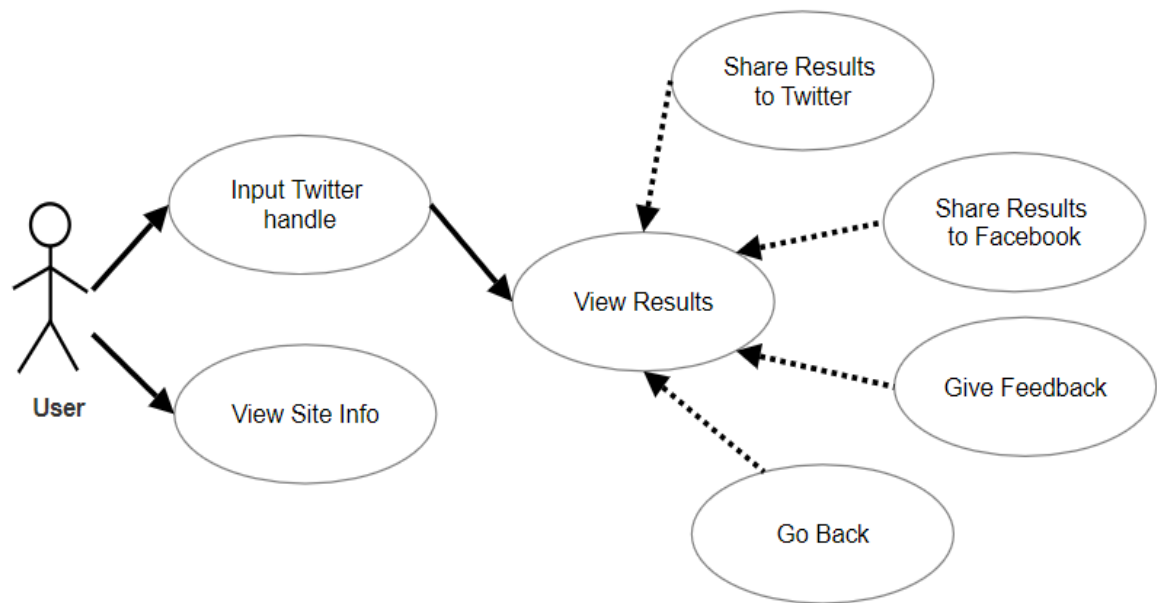 Share Results
to Twitter
Input Twitter
handle
Share Results
to Facebook
View Results
User
View Site Info
Give Feedback
Go Back